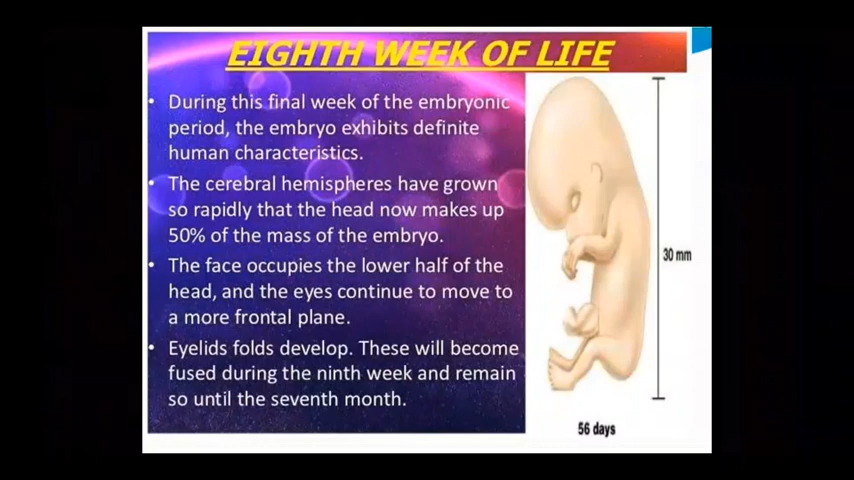 EIGHTH WEEK OF LIFE
• During this final week of the embryonic
period, the embryo exhibits definite
human characteristics.
• The cerebral hemispheres have grown
so rapidly that the head now makes up
50% of the mass of the embryo.
• The face occupies the lower half of the
head, and the eyes continue to move to
a more frontal plane.
• Eyelids folds develop. These will become
fused during the ninth week and remain
so until the seventh month.
30 mm
56 days